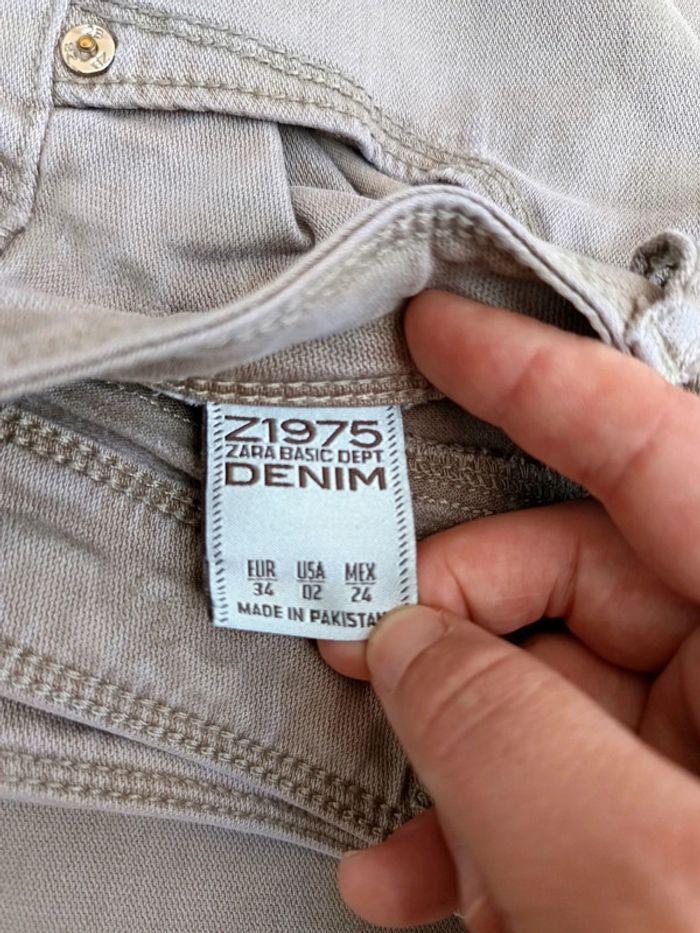 Z1975
ZARA BASIC DEPT.
DENIM
EUR USA MEX
34 02 24
MADE IN PAKISTAN